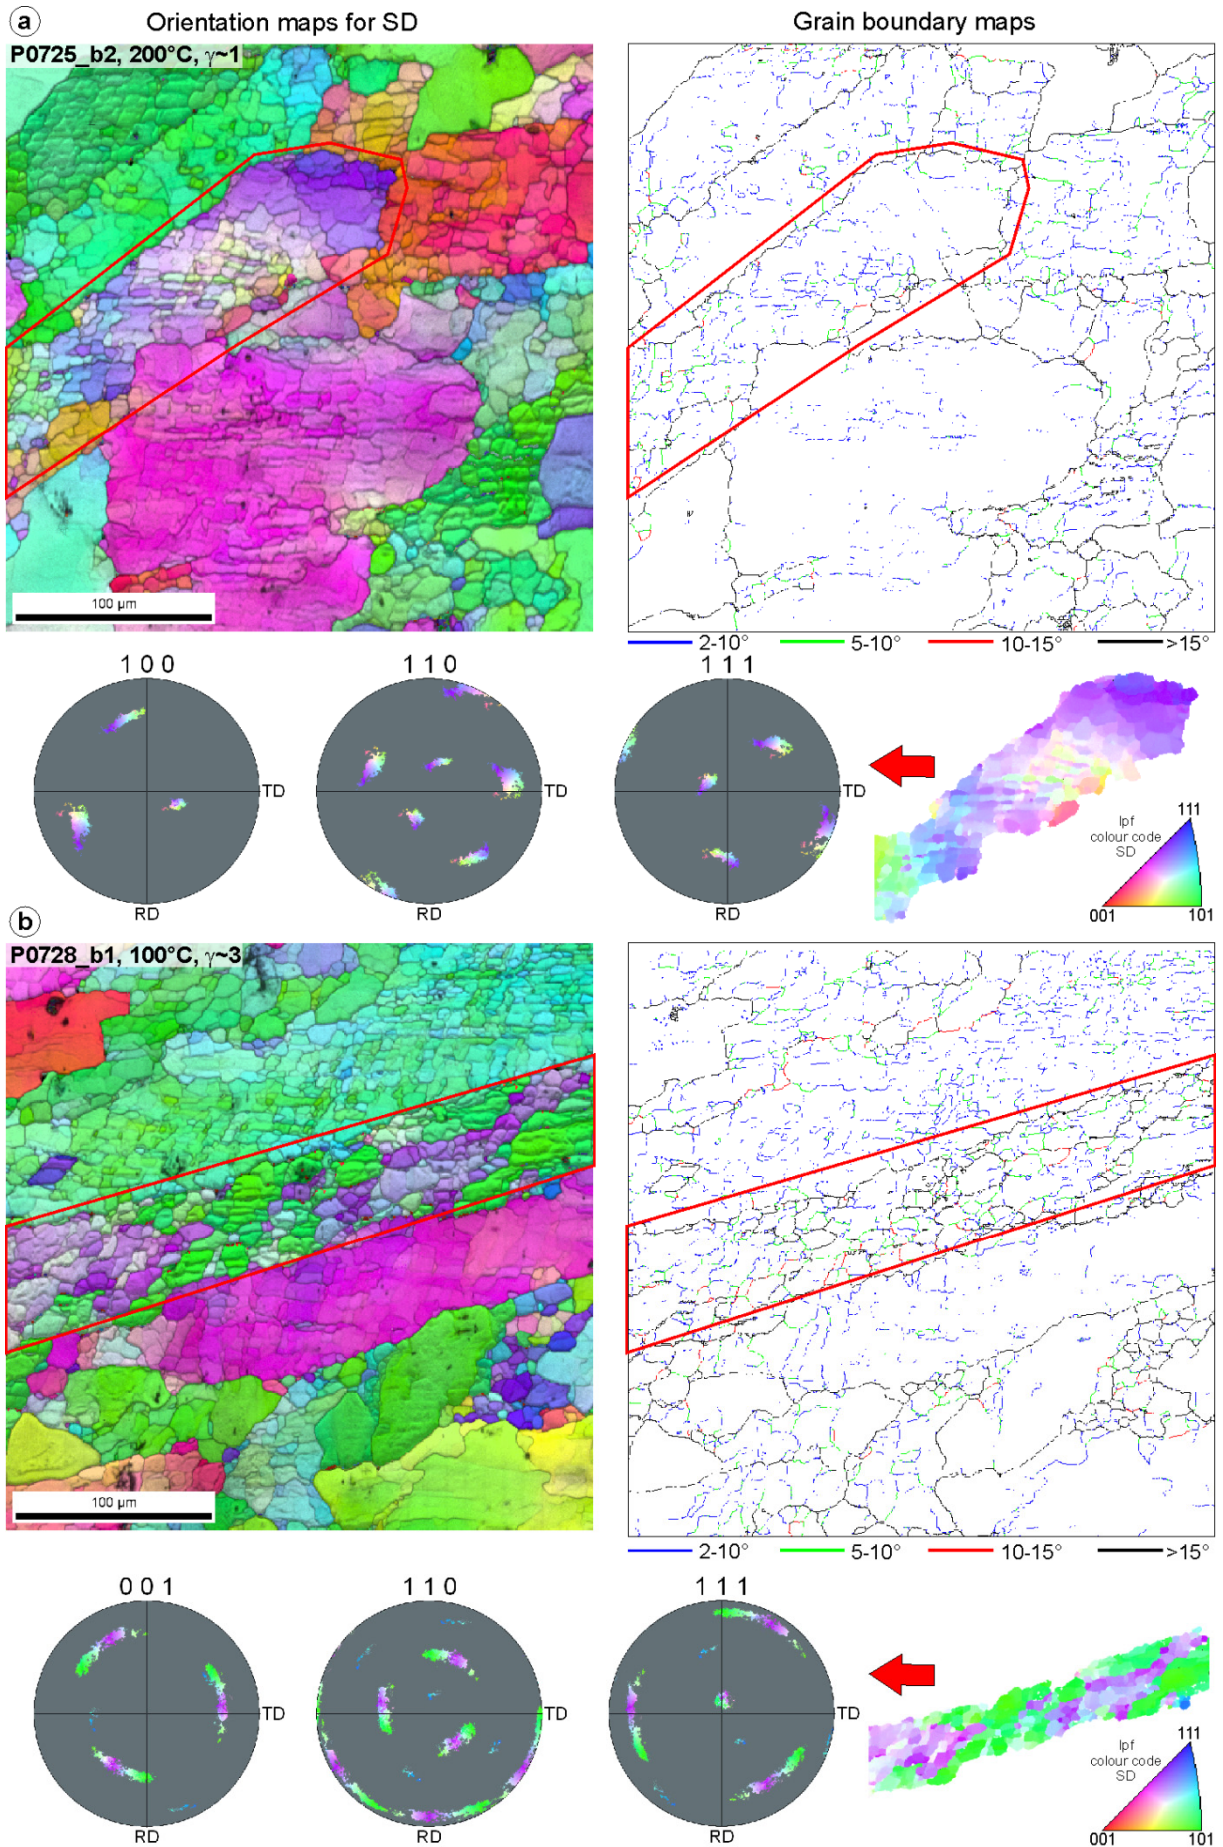 a
Orientation maps for SD
Grain boundary maps
P0725_b2, 200°C, γ~1
100 µm
2-10°
5-10°
10-15°
>15°
1 0 0
1 1 0
1 1 1
TD
TD
TD
RD
RD
RD
Ipf
colour code
SD
111
001
101
b
P0728_b1, 100°C, γ~3
100 µm
2-10°
5-10°
10-15°
>15°
0 0 1
1 1 0
1 1 1
TD
TD
TD
RD
RD
RD
Ipf
colour code
SD
111
001
101